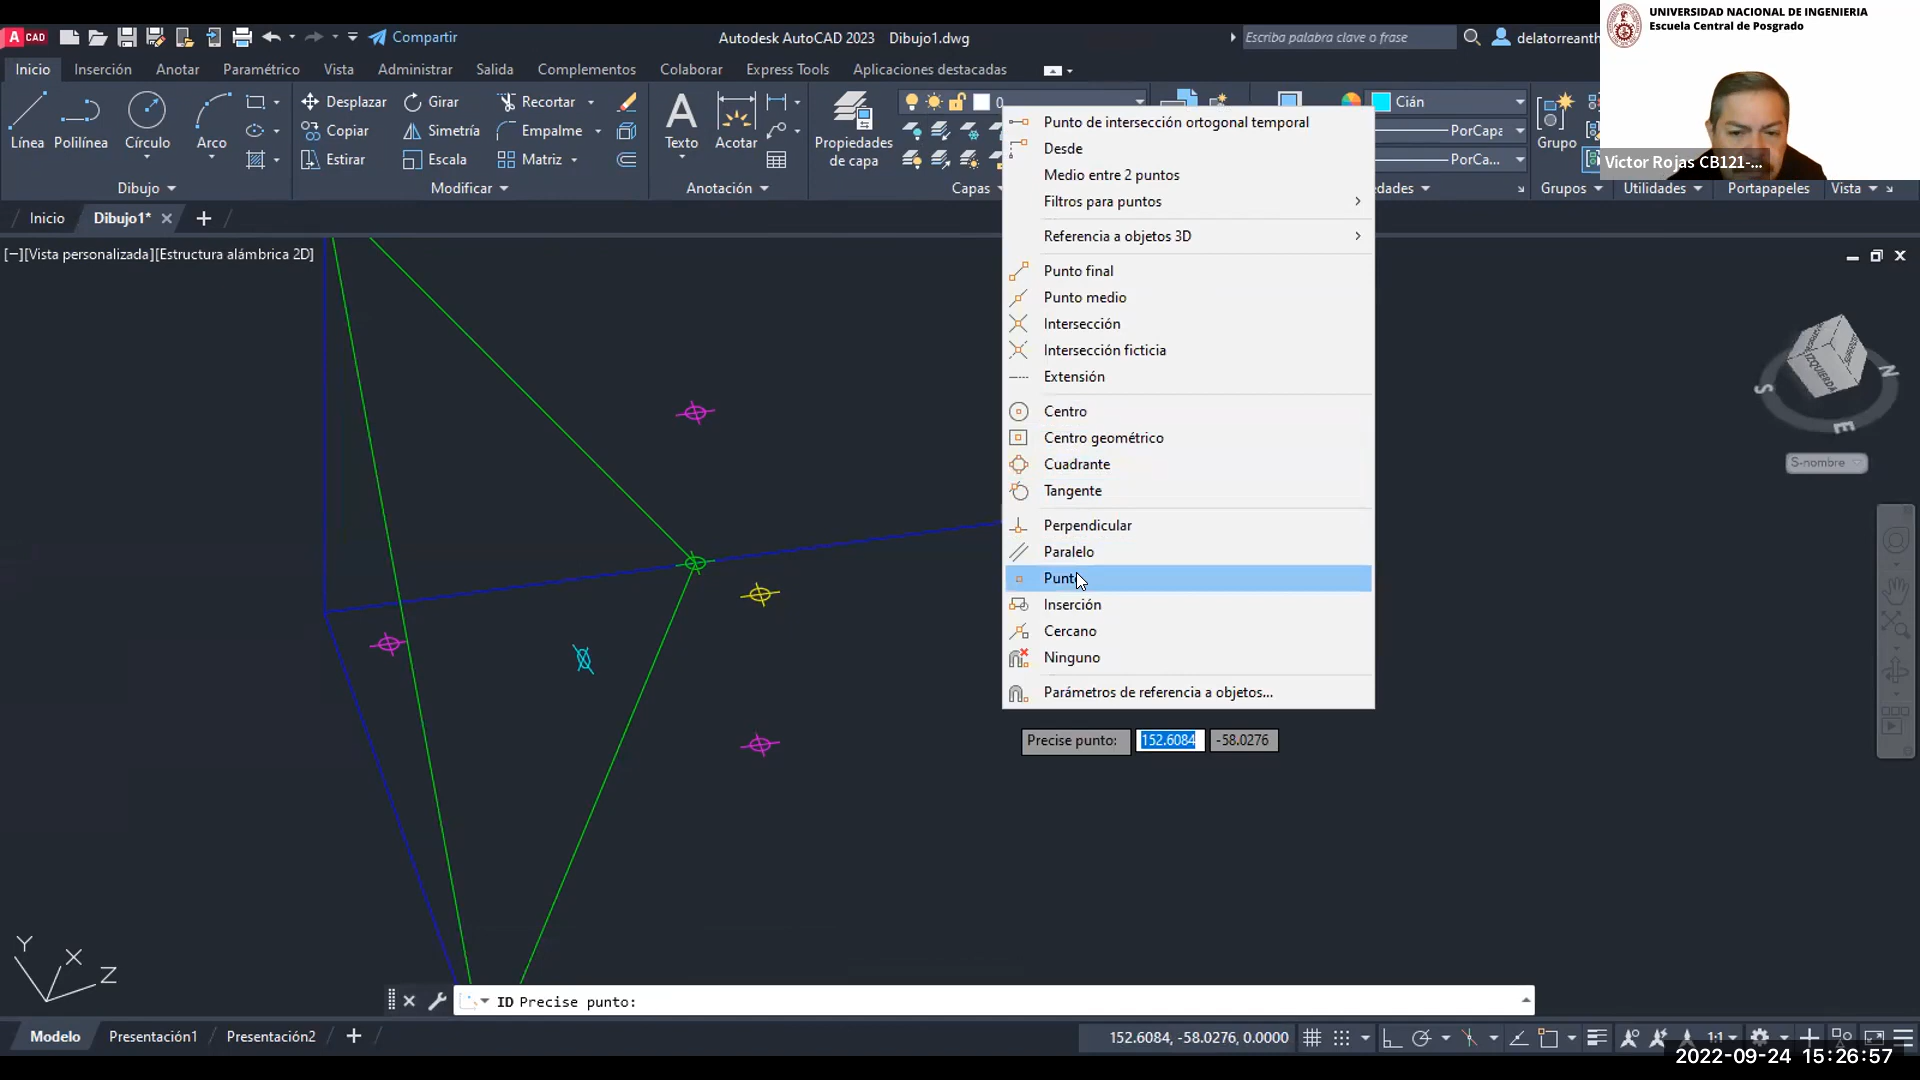 A CAD
Compartir
Autodesk AutoCAD 2023 Dibujo1.dwg
Escriba palabra clave o frase
delatorreanth
UNIVERSIDAD NACIONAL DE INGENIERIA
Escuela Central de Posgrado
Inicio Inserción Anotar Paramétrico Vista Administrar Salida Complementos Colaborar Express Tools Aplicaciones destacadas
Línea Polilínea Círculo Arco
Desplazar Girar Recortar
Copiar Simetría Empalme
Estirar Escala Matriz
Texto Acotar
Propiedades de capa
0
Cián
PorCapa
PorCa...
Grupo
Victor Rojas CB121-...
Dibujo Modificar Anotación Capas edades Grupos Utilidades Portapapeles Vista
Inicio Dibujo1*
[−][Vista personalizada][Estructura alámbrica 2D]
Punto de intersección ortogonal temporal
Desde
Medio entre 2 puntos
Filtros para puntos
Referencia a objetos 3D
Punto final
Punto medio
Intersección
Intersección ficticia
Extensión
Centro
Centro geométrico
Cuadrante
Tangente
Perpendicular
Paralelo
Punto
Inserción
Cercano
Ninguno
Parámetros de referencia a objetos...
IZQUIERDA
S N E
S-nombre
Precise punto: 152.6084 -58.0276
Y X Z
ID Precise punto:
Modelo Presentación1 Presentación2
152.6084, -58.0276, 0.0000
1:1
2022-09-24 15:26:57